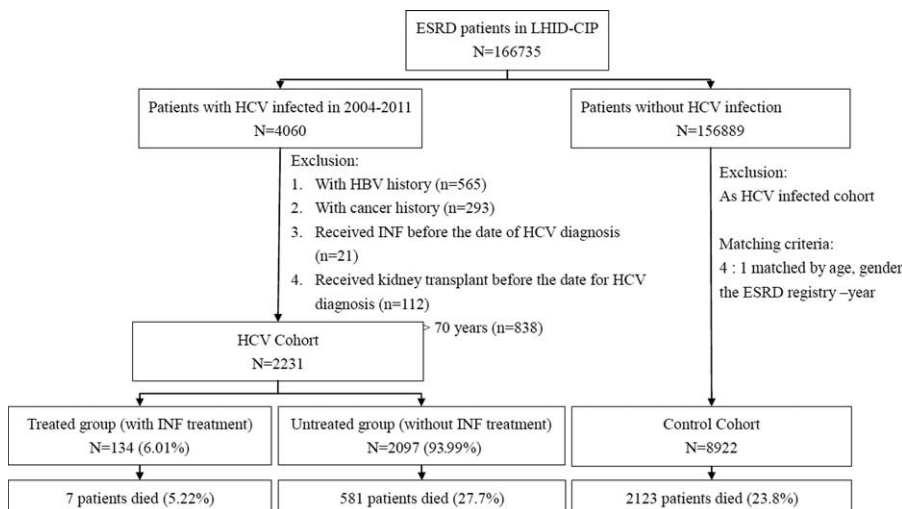 ESRD patients in LHID-CIP
N=166735
Patients with HCV infected in 2004-2011
N=4060
Patients without HCV infection
N=156889
Exclusion:
1. With HBV history (n=565)
2. With cancer history (n=293)
3. Received INF before the date of HCV diagnosis
(n=21)
4. Received kidney transplant before the date for HCV
diagnosis (n=112)
> 70 years (n=838)
Exclusion:
As HCV infected cohort
Matching criteria:
4 : 1 matched by age, gender
the ESRD registry –year
HCV Cohort
N=2231
Treated group (with INF treatment)
N=134 (6.01%)
Untreated group (without INF treatment)
N=2097 (93.99%)
Control Cohort
N=8922
7 patients died (5.22%)
581 patients died (27.7%)
2123 patients died (23.8%)